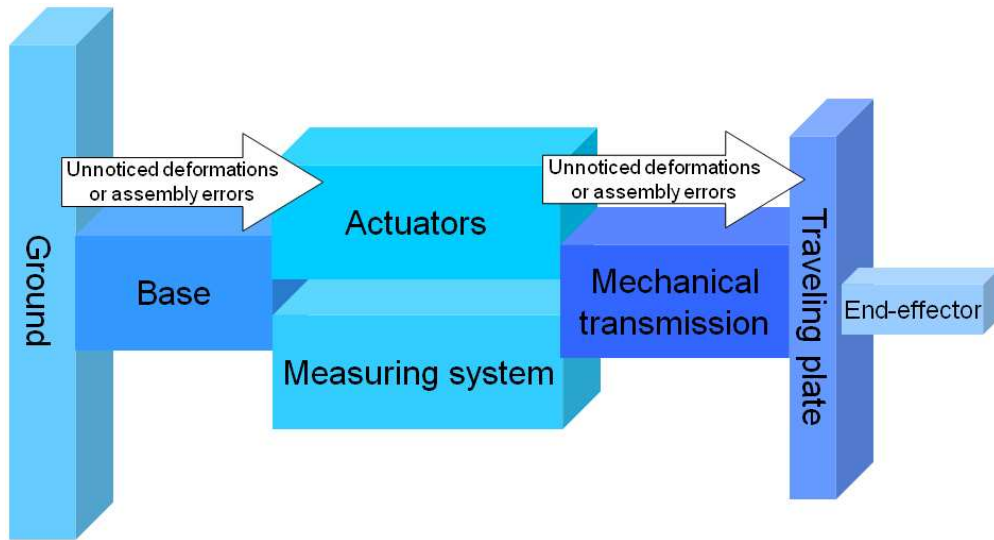 Ground
Unnoticed deformations
or assembly errors
Base
Actuators
Measuring system
Unnoticed deformations
or assembly errors
Mechanical
transmission
Traveling plate
End-effector